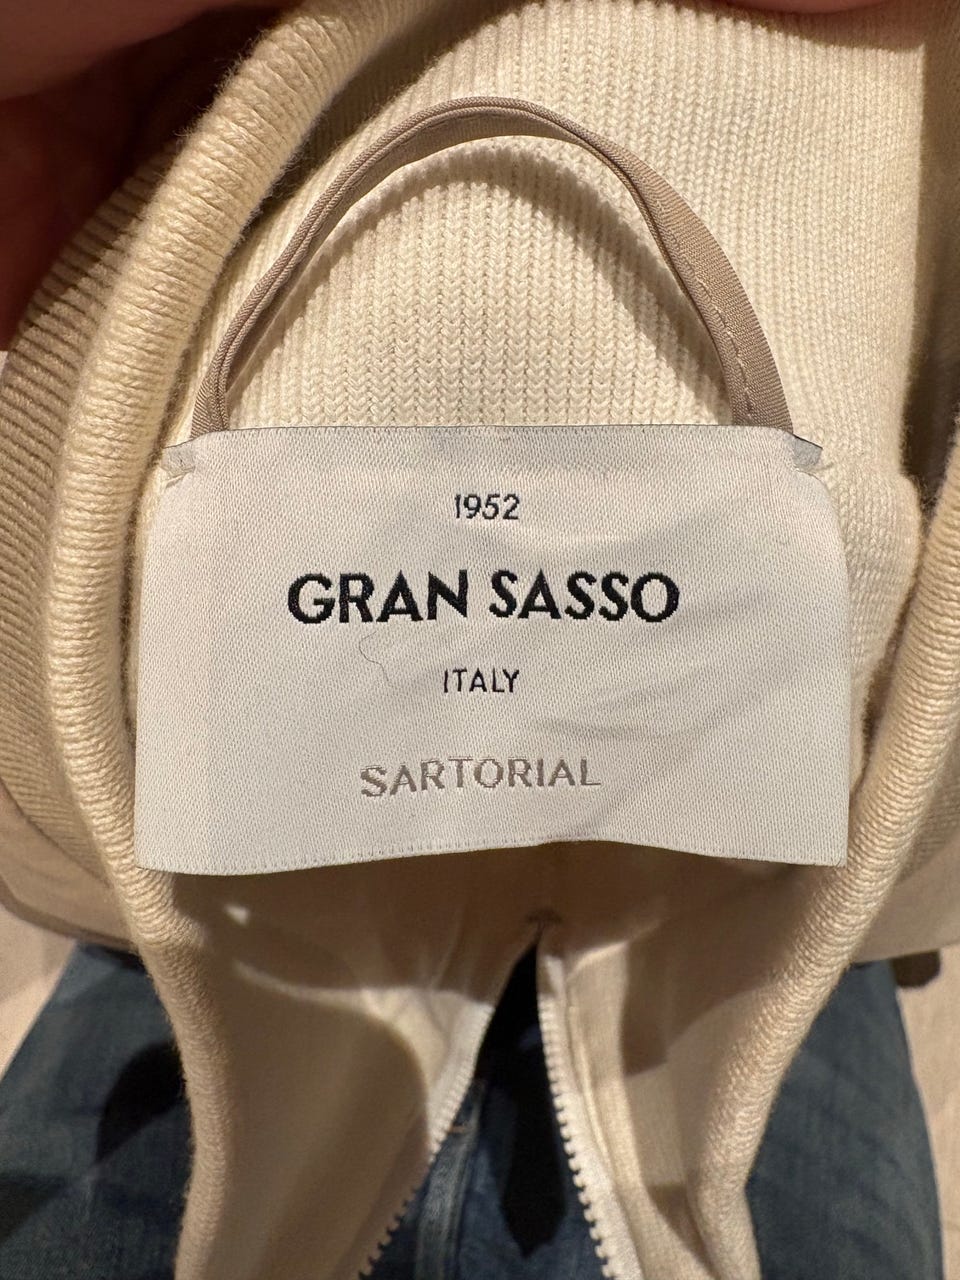 1952
GRAN SASSO
ITALY
SARTORIAL